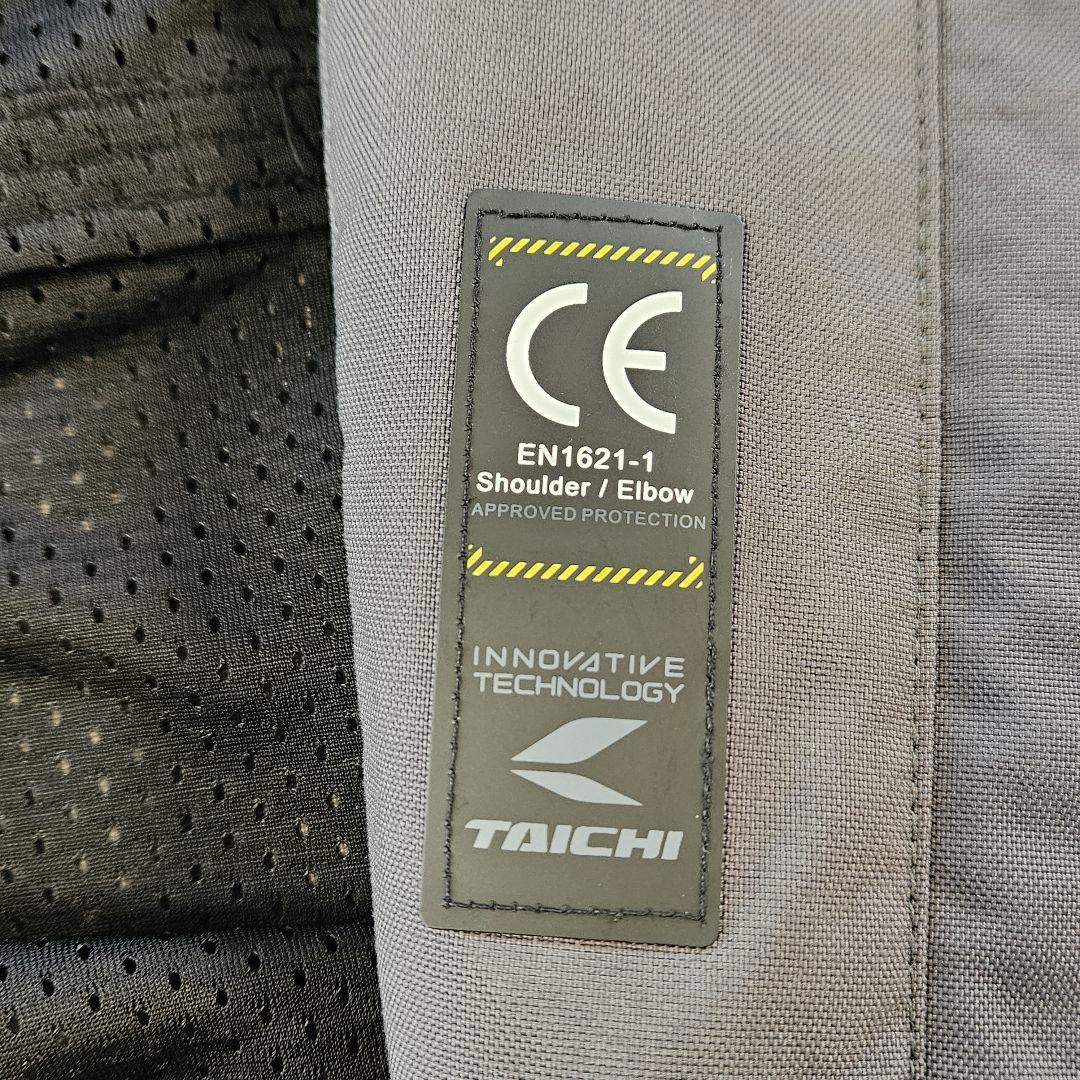 CE
EN1621-1
Shoulder / Elbow
APPROVED PROTECTION
INNOVATIVE
TECHNOLOGY
TAICHI